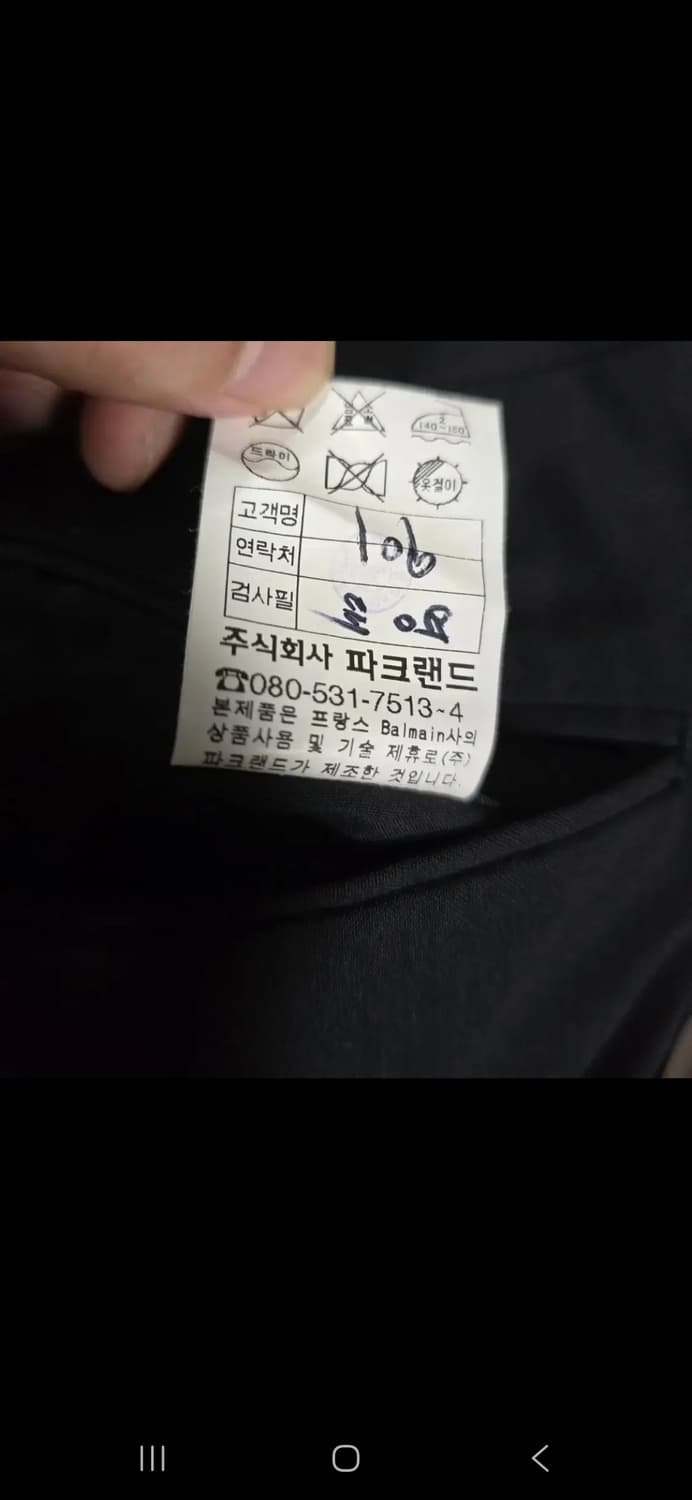 140~160
드라이
옷걸이
고객명
연락처
검사필
주식회사 파크랜드
☎080-531-7513~4
본제품은 프랑스 Balmain사의
상품사용 및 기술 제휴로(주)
파크랜드가 제조한 것입니다.